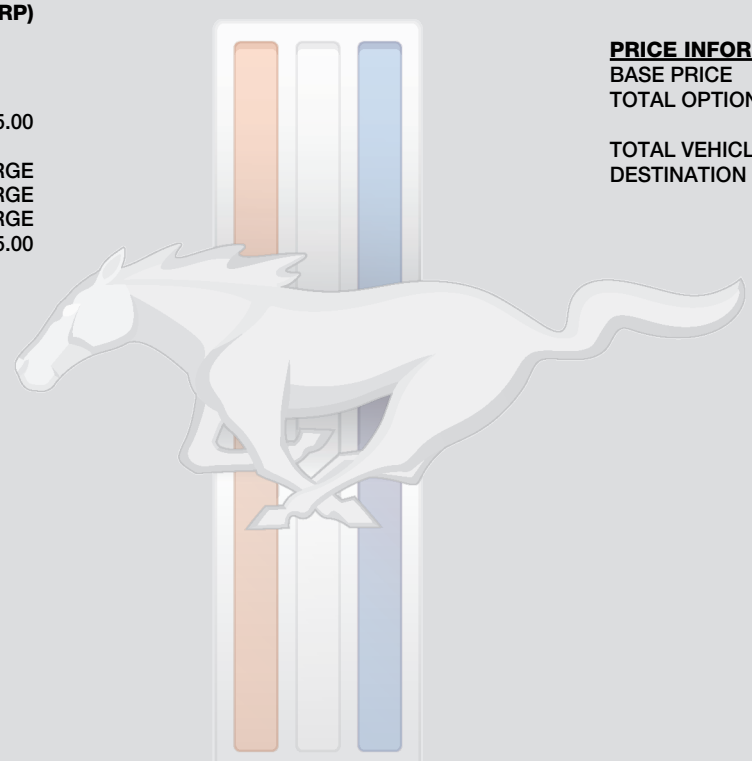 RP)
5.00
RGE
RGE
RGE
5.00
PRICE INFOR
BASE PRICE
TOTAL OPTION
TOTAL VEHICL
DESTINATION